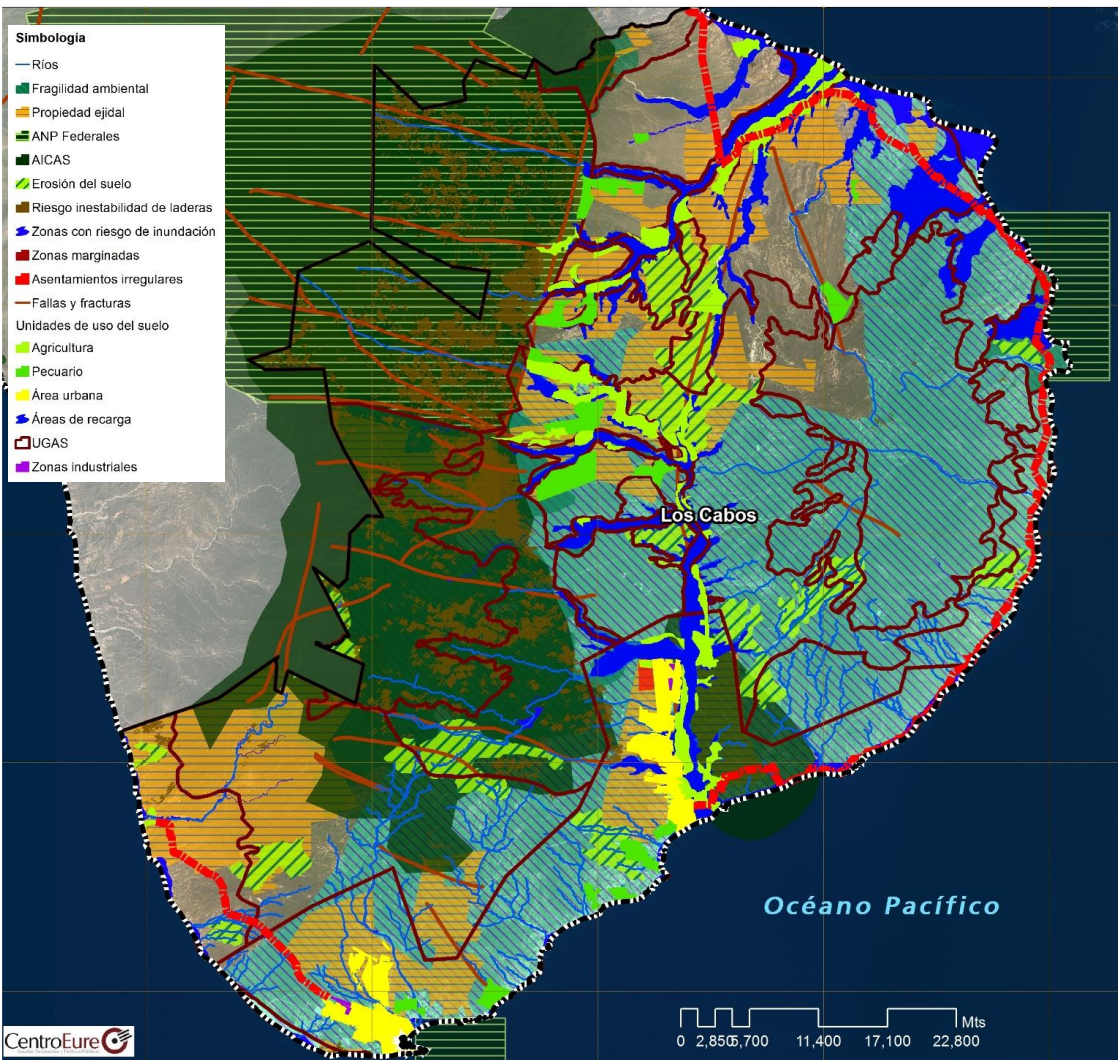 Simbología
Ríos
Fragilidad ambiental
Propiedad ejidal
ANP Federales
AICAS
Erosión del suelo
Riesgo inestabilidad de laderas
Zonas con riesgo de inundación
Zonas marginadas
Asentamientos irregulares
Fallas y fracturas
Unidades de uso del suelo
Agricultura
Pecuario
Área urbana
Áreas de recarga
UGAS
Zonas industriales
Los Cabos
Océano Pacífico
Mts
0 2,850 5,700 11,400 17,100 22,800
CentroEure